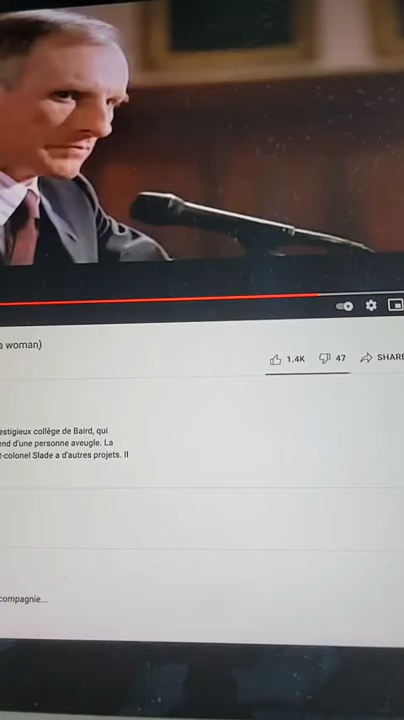 a woman)
1.4K 47 SHARE
estigieux collège de Baird, qui
end d'une personne aveugle. La
t-colonel Slade a d'autres projets. Il
compagnie...